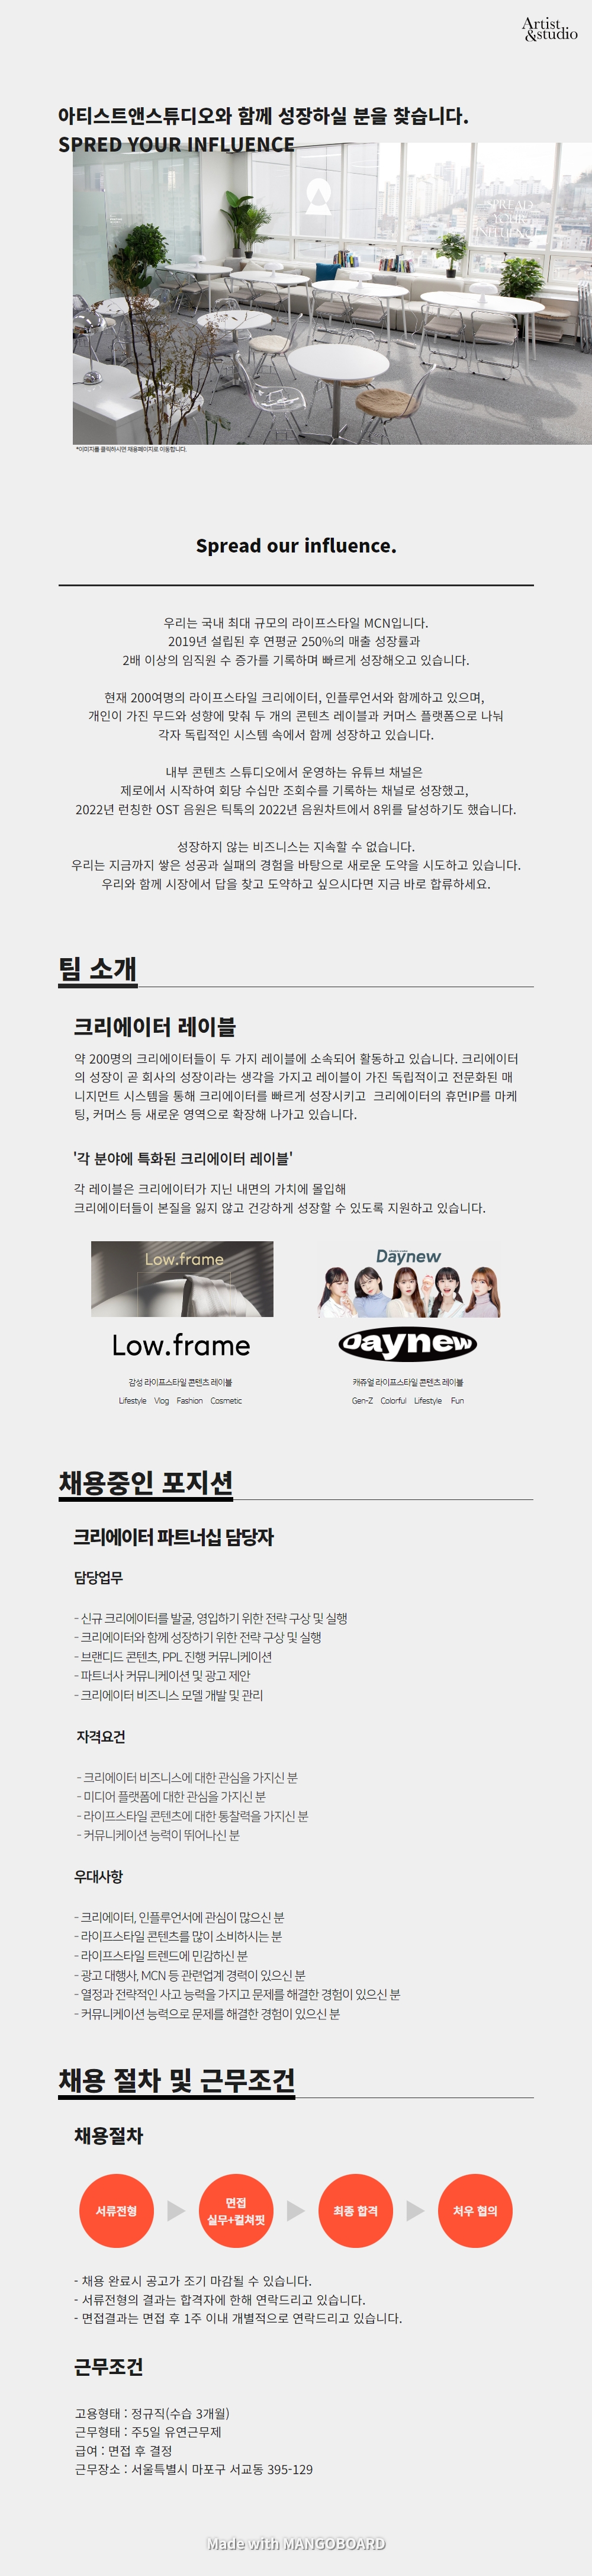 Artist
&studio
아티스트앤스튜디오와 함께 성장하실 분을 찾습니다.
SPRED YOUR INFLUENCE
SPREAD
YOUR
INFLUENCE
*이미지를 클릭하시면 채용페이지로 이동합니다.
Spread our influence.
우리는 국내 최대 규모의 라이프스타일 MCN입니다.
2019년 설립된 후 연평균 250%의 매출 성장률과
2배 이상의 임직원 수 증가를 기록하며 빠르게 성장해오고 있습니다.
현재 200여명의 라이프스타일 크리에이터, 인플루언서와 함께하고 있으며,
개인이 가진 무드와 성향에 맞춰 두 개의 콘텐츠 레이블과 커머스 플랫폼으로 나눠
각자 독립적인 시스템 속에서 함께 성장하고 있습니다.
내부 콘텐츠 스튜디오에서 운영하는 유튜브 채널은
제로에서 시작하여 회당 수십만 조회수를 기록하는 채널로 성장했고,
2022년 런칭한 OST 음원은 틱톡의 2022년 음원차트에서 8위를 달성하기도 했습니다.
성장하지 않는 비즈니스는 지속할 수 없습니다.
우리는 지금까지 쌓은 성공과 실패의 경험을 바탕으로 새로운 도약을 시도하고 있습니다.
우리와 함께 시장에서 답을 찾고 도약하고 싶으시다면 지금 바로 합류하세요.
팀 소개
크리에이터 레이블
약 200명의 크리에이터들이 두 가지 레이블에 소속되어 활동하고 있습니다. 크리에이터
의 성장이 곧 회사의 성장이라는 생각을 가지고 레이블이 가진 독립적이고 전문화된 매
니지먼트 시스템을 통해 크리에이터를 빠르게 성장시키고 크리에이터의 휴먼IP를 마케
팅, 커머스 등 새로운 영역으로 확장해 나가고 있습니다.
'각 분야에 특화된 크리에이터 레이블'
각 레이블은 크리에이터가 지닌 내면의 가치에 몰입해
크리에이터들이 본질을 잃지 않고 건강하게 성장할 수 있도록 지원하고 있습니다.
Low.frame
Daynew
Low.frame
Daynew
감성 라이프스타일 콘텐츠 레이블
캐쥬얼 라이프스타일 콘텐츠 레이블
Lifestyle Vlog Fashion Cosmetic
Gen-Z Colorful Lifestyle Fun
채용중인 포지션
크리에이터 파트너십 담당자
담당업무
- 신규 크리에이터를 발굴, 영입하기 위한 전략 구상 및 실행
- 크리에이터와 함께 성장하기 위한 전략 구상 및 실행
- 브랜디드 콘텐츠, PPL 진행 커뮤니케이션
- 파트너사 커뮤니케이션 및 광고 제안
- 크리에이터 비즈니스 모델 개발 및 관리
자격요건
- 크리에이터 비즈니스에 대한 관심을 가지신 분
- 미디어 플랫폼에 대한 관심을 가지신 분
- 라이프스타일 콘텐츠에 대한 통찰력을 가지신 분
- 커뮤니케이션 능력이 뛰어나신 분
우대사항
- 크리에이터, 인플루언서에 관심이 많으신 분
- 라이프스타일 콘텐츠를 많이 소비하시는 분
- 라이프스타일 트렌드에 민감하신 분
- 광고 대행사, MCN 등 관련업계 경력이 있으신 분
- 열정과 전략적인 사고 능력을 가지고 문제를 해결한 경험이 있으신 분
- 커뮤니케이션 능력으로 문제를 해결한 경험이 있으신 분
채용 절차 및 근무조건
채용절차
서류전형
면접
실무+컬쳐핏
최종 합격
처우 협의
- 채용 완료시 공고가 조기 마감될 수 있습니다.
- 서류전형의 결과는 합격자에 한해 연락드리고 있습니다.
- 면접결과는 면접 후 1주 이내 개별적으로 연락드리고 있습니다.
근무조건
고용형태 : 정규직(수습 3개월)
근무형태 : 주5일 유연근무제
급여 : 면접 후 결정
근무장소 : 서울특별시 마포구 서교동 395-129
Made with MANGOBOARD